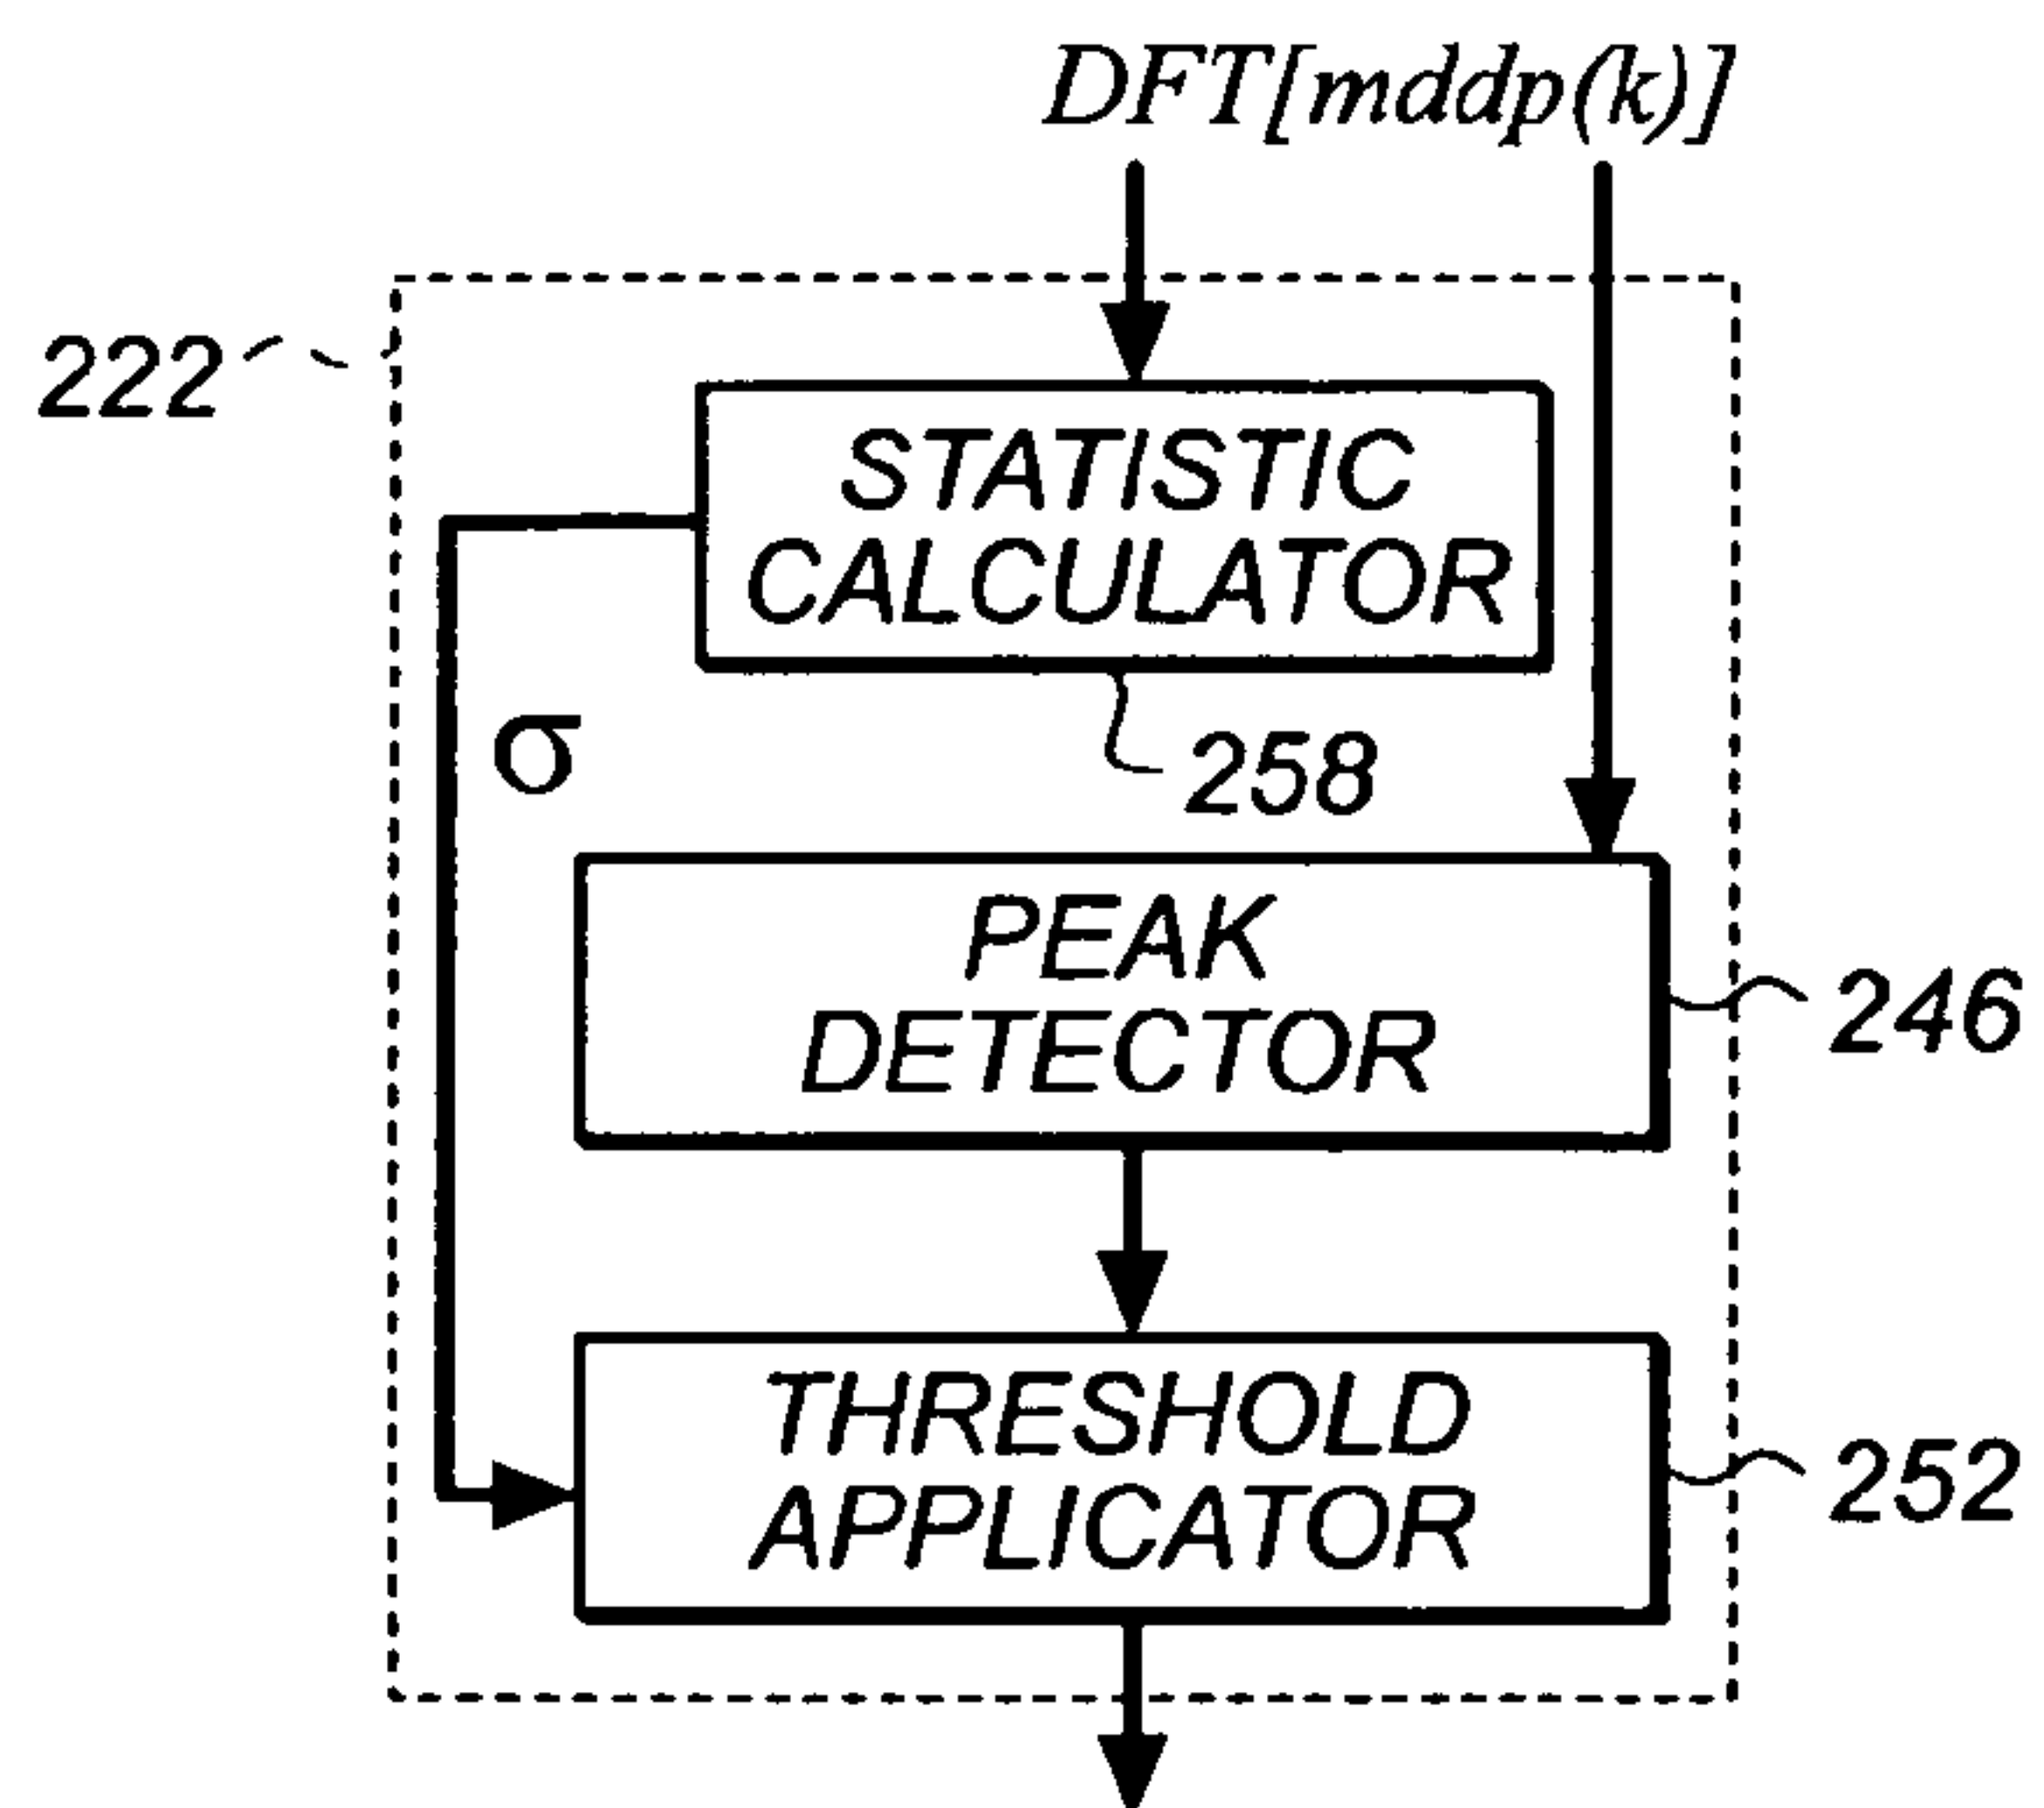 DFT[mddp(k)]
222
STATISTIC
CALCULATOR
σ
258
PEAK
DETECTOR
246
THRESHOLD
APPLICATOR
252